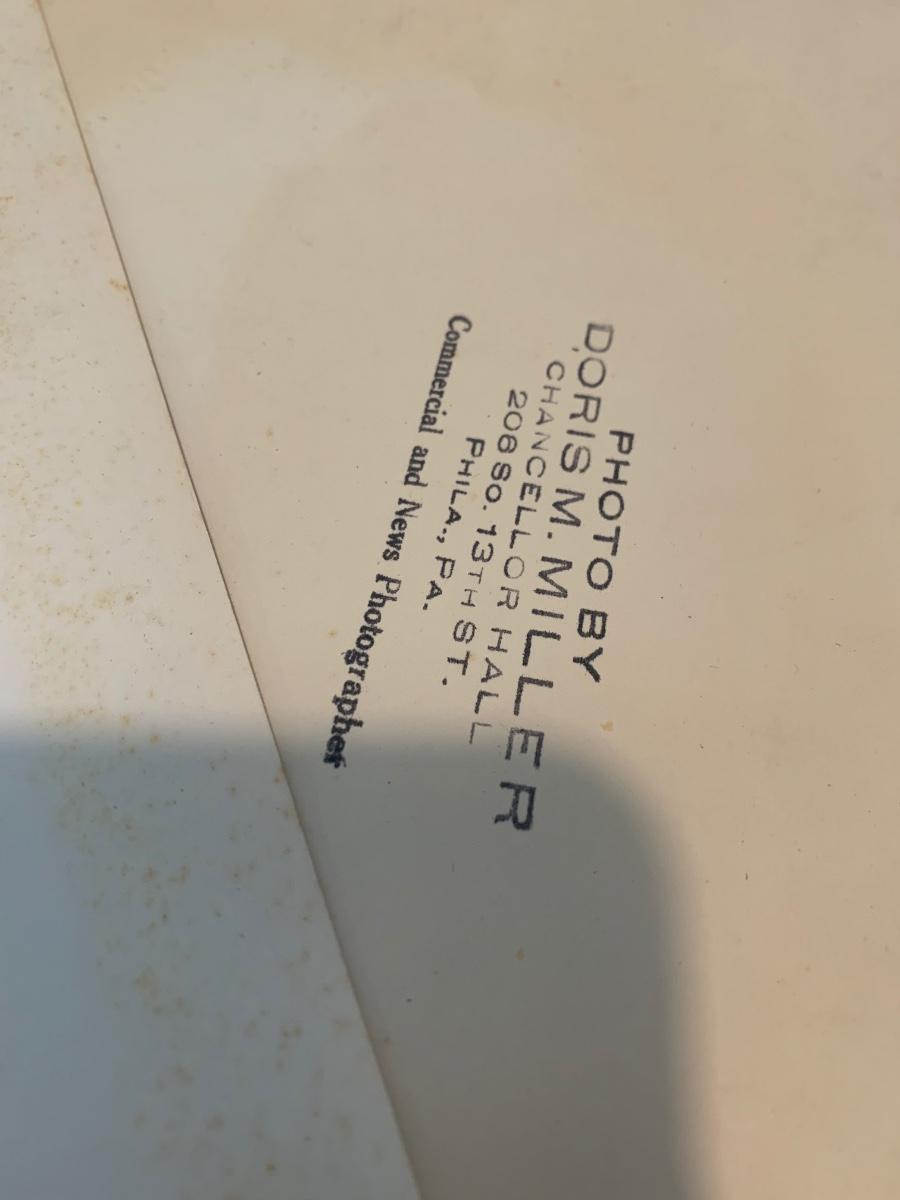 PHOTO BY
DORIS M. MILLER
CHANCELLOR HALL
206 SO. 13TH ST.
PHILA., PA.
Commercial and News Photographer